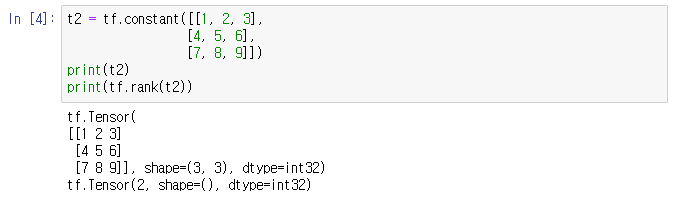 In [4]: t2 = tf.constant([[1, 2, 3],
                  [4, 5, 6],
                  [7, 8, 9]])
print(t2)
print(tf.rank(t2))
tf.Tensor(
[[1 2 3]
 [4 5 6]
 [7 8 9]], shape=(3, 3), dtype=int32)
tf.Tensor(2, shape=(), dtype=int32)